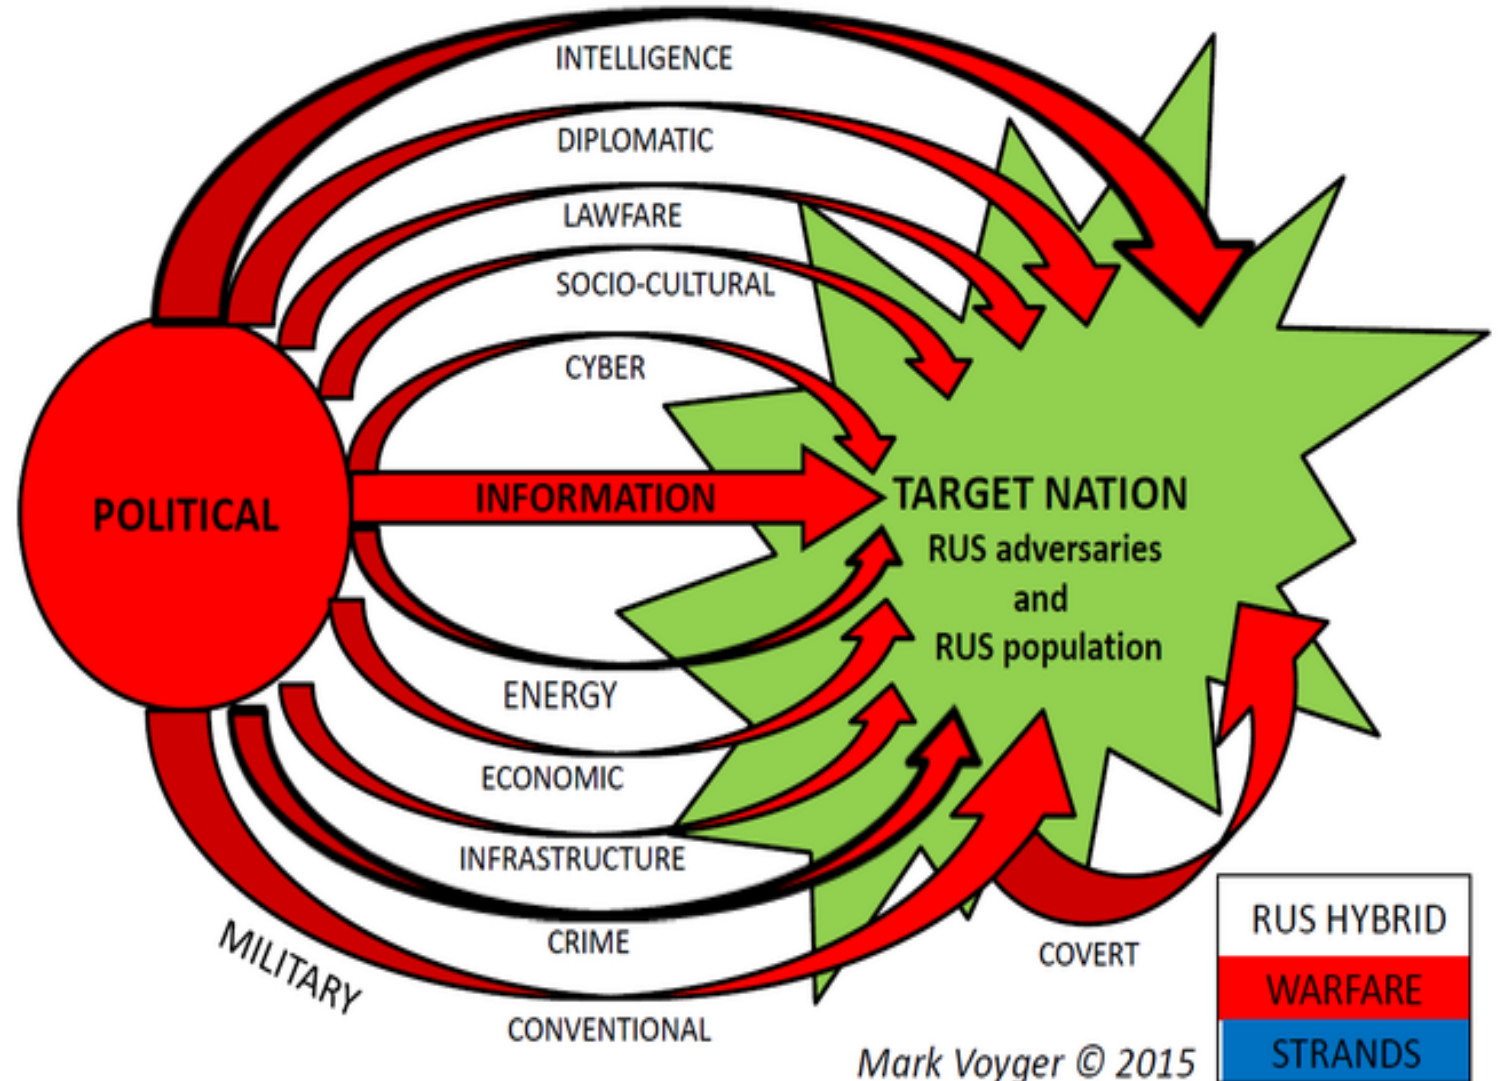 INTELLIGENCE
DIPLOMATIC
LAWFARE
SOCIO-CULTURAL
CYBER
POLITICAL
INFORMATION
TARGET NATION
RUS adversaries
and
RUS population
ENERGY
ECONOMIC
INFRASTRUCTURE
CRIME
MILITARY
CONVENTIONAL
COVERT
RUS HYBRID
WARFARE
STRANDS
Mark Voyger © 2015